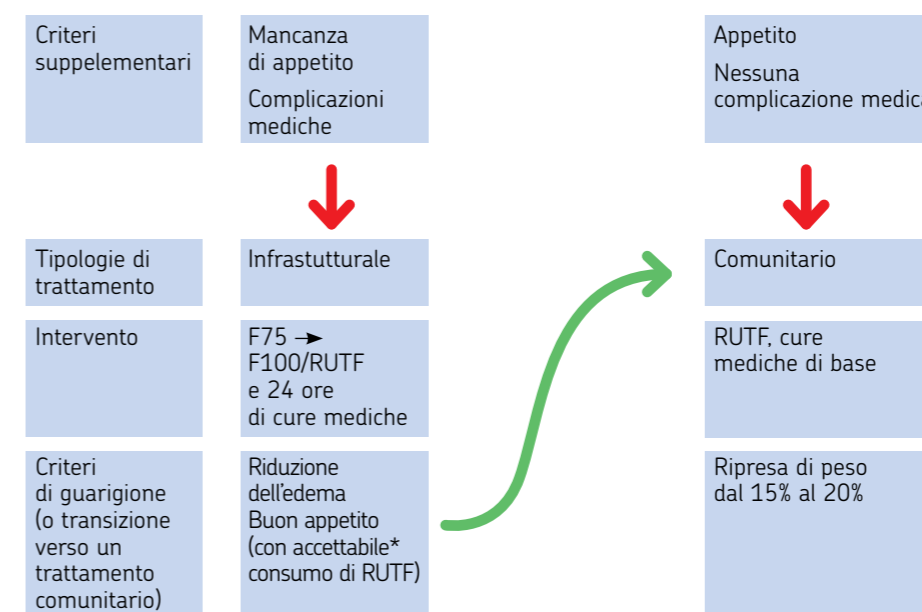 Criteri
suppelementari
Mancanza
di appetito
Complicazioni
mediche
Appetito
Nessuna
complicazione medica
Tipologie di
trattamento
Infrastutturale
Comunitario
Intervento
F75 →
F100/RUTF
e 24 ore
di cure mediche
RUTF, cure
mediche di base
Criteri
di guarigione
(o transizione
verso un
trattamento
comunitario)
Riduzione
dell'edema
Buon appetito
(con accettabile*
consumo di RUTF)
Ripresa di peso
dal 15% al 20%